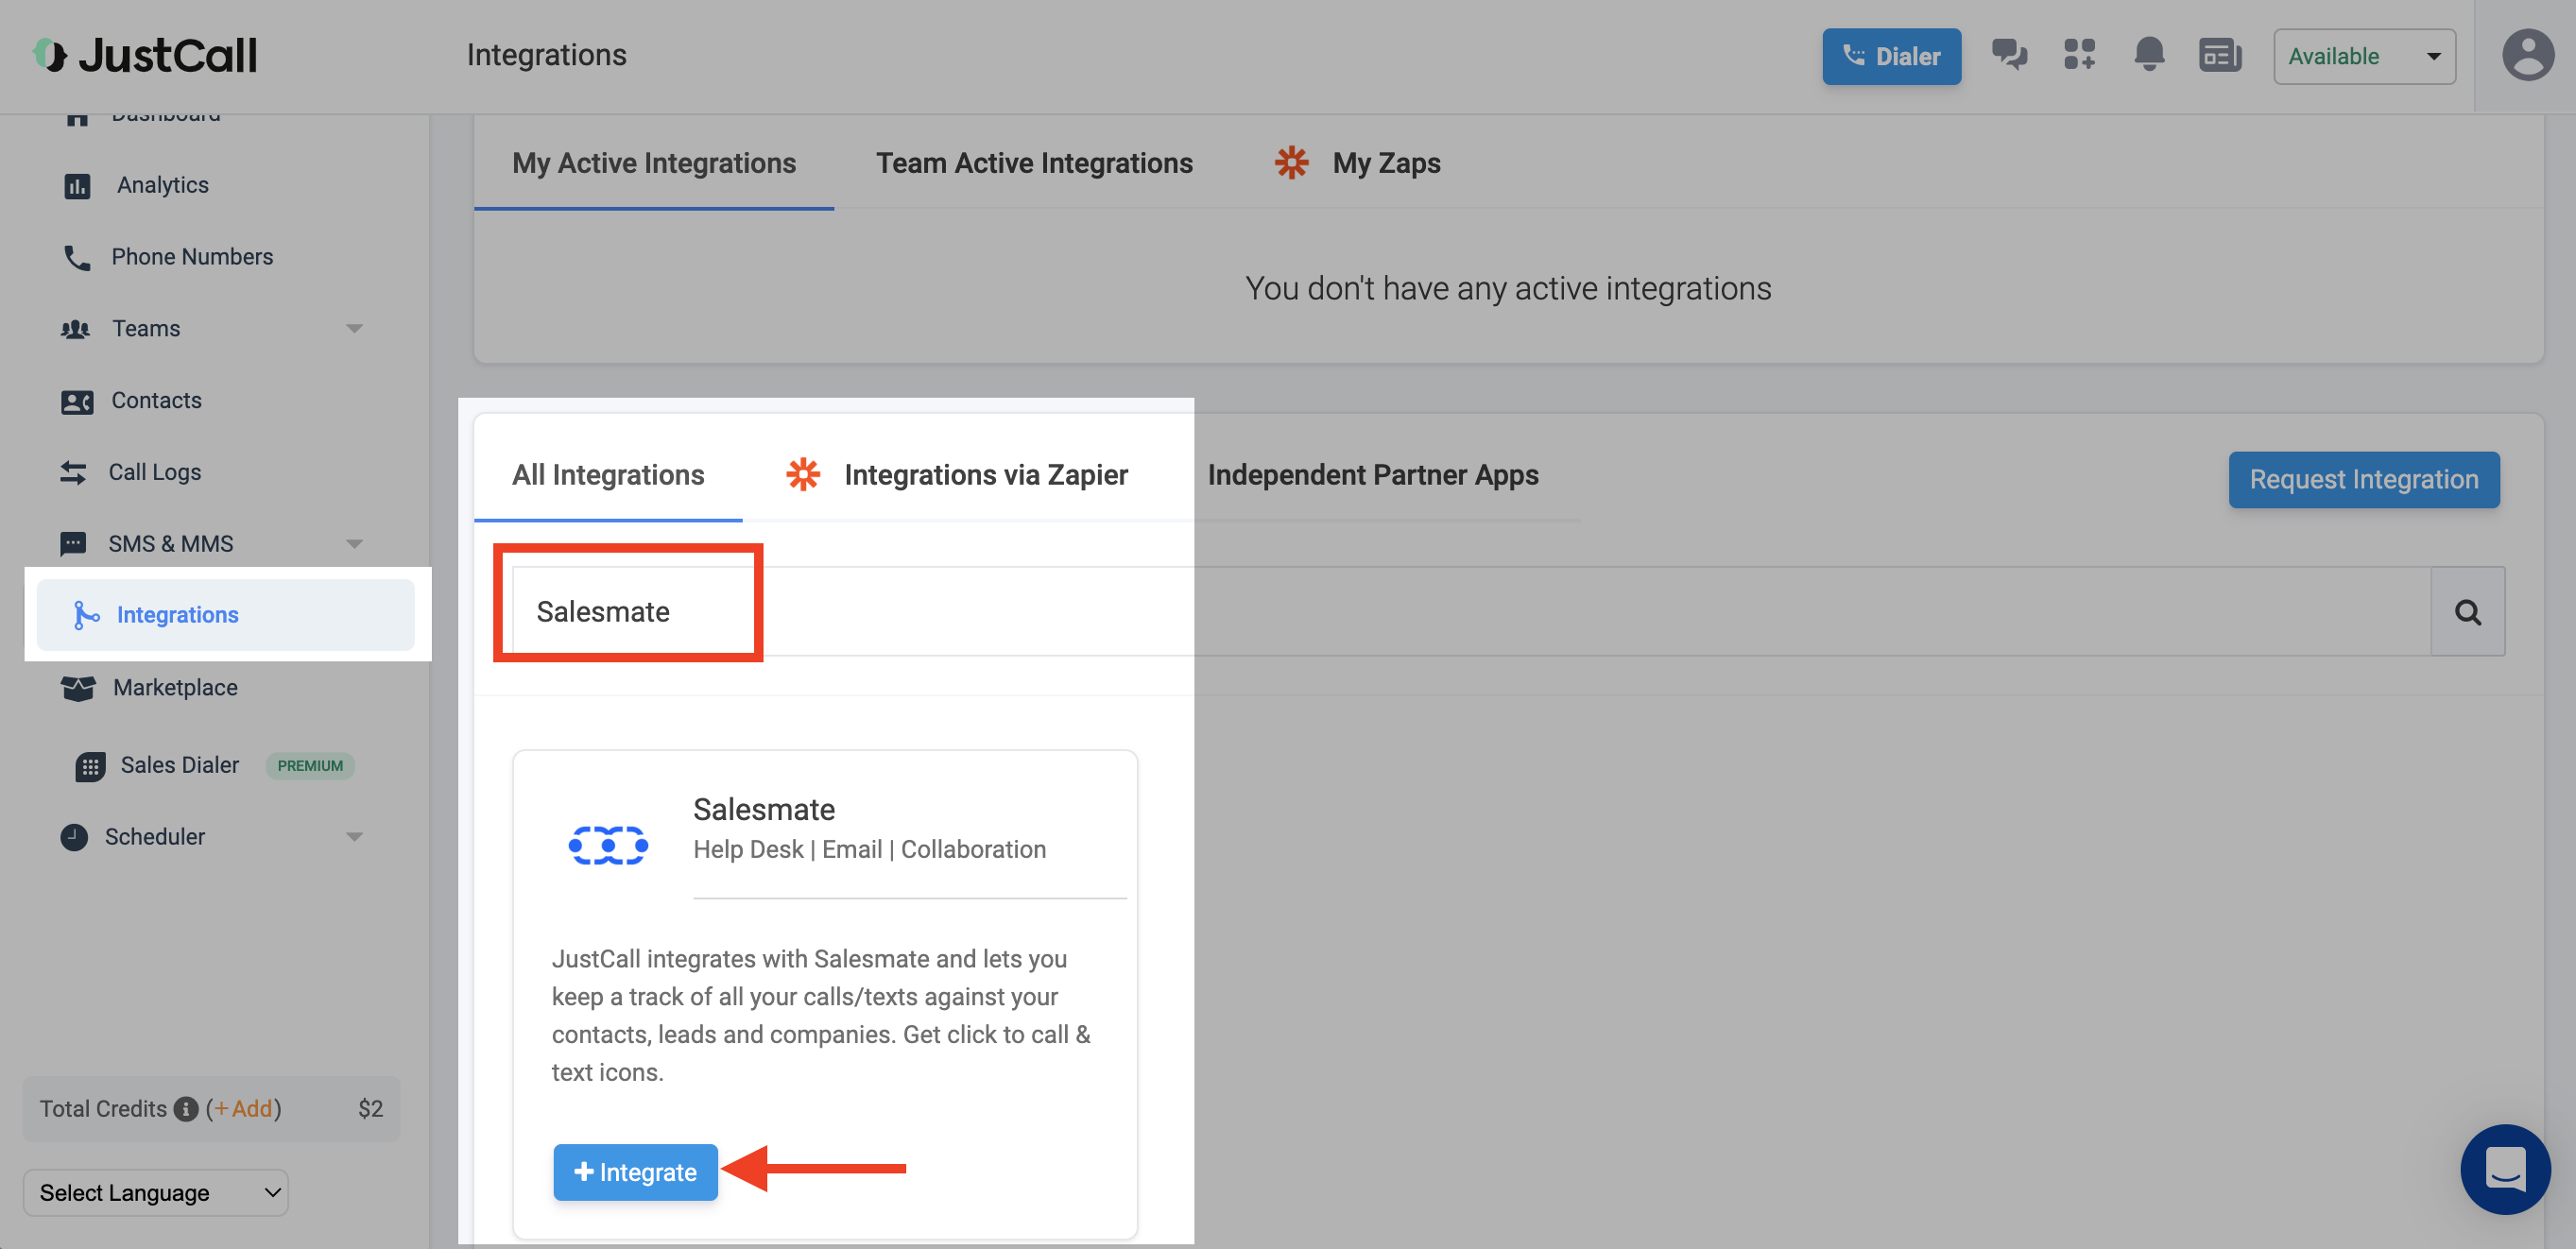 JustCall
Integrations
Dialer
Available
Dashboard
Analytics
Phone Numbers
Teams
Contacts
Call Logs
SMS & MMS
Integrations
Marketplace
Sales Dialer PREMIUM
Scheduler
Total Credits (+Add) $2
Select Language
My Active Integrations Team Active Integrations My Zaps
You don't have any active integrations
All Integrations Integrations via Zapier Independent Partner Apps Request Integration
Salesmate
Salesmate
Help Desk | Email | Collaboration
JustCall integrates with Salesmate and lets you
keep a track of all your calls/texts against your
contacts, leads and companies. Get click to call &
text icons.
+ Integrate